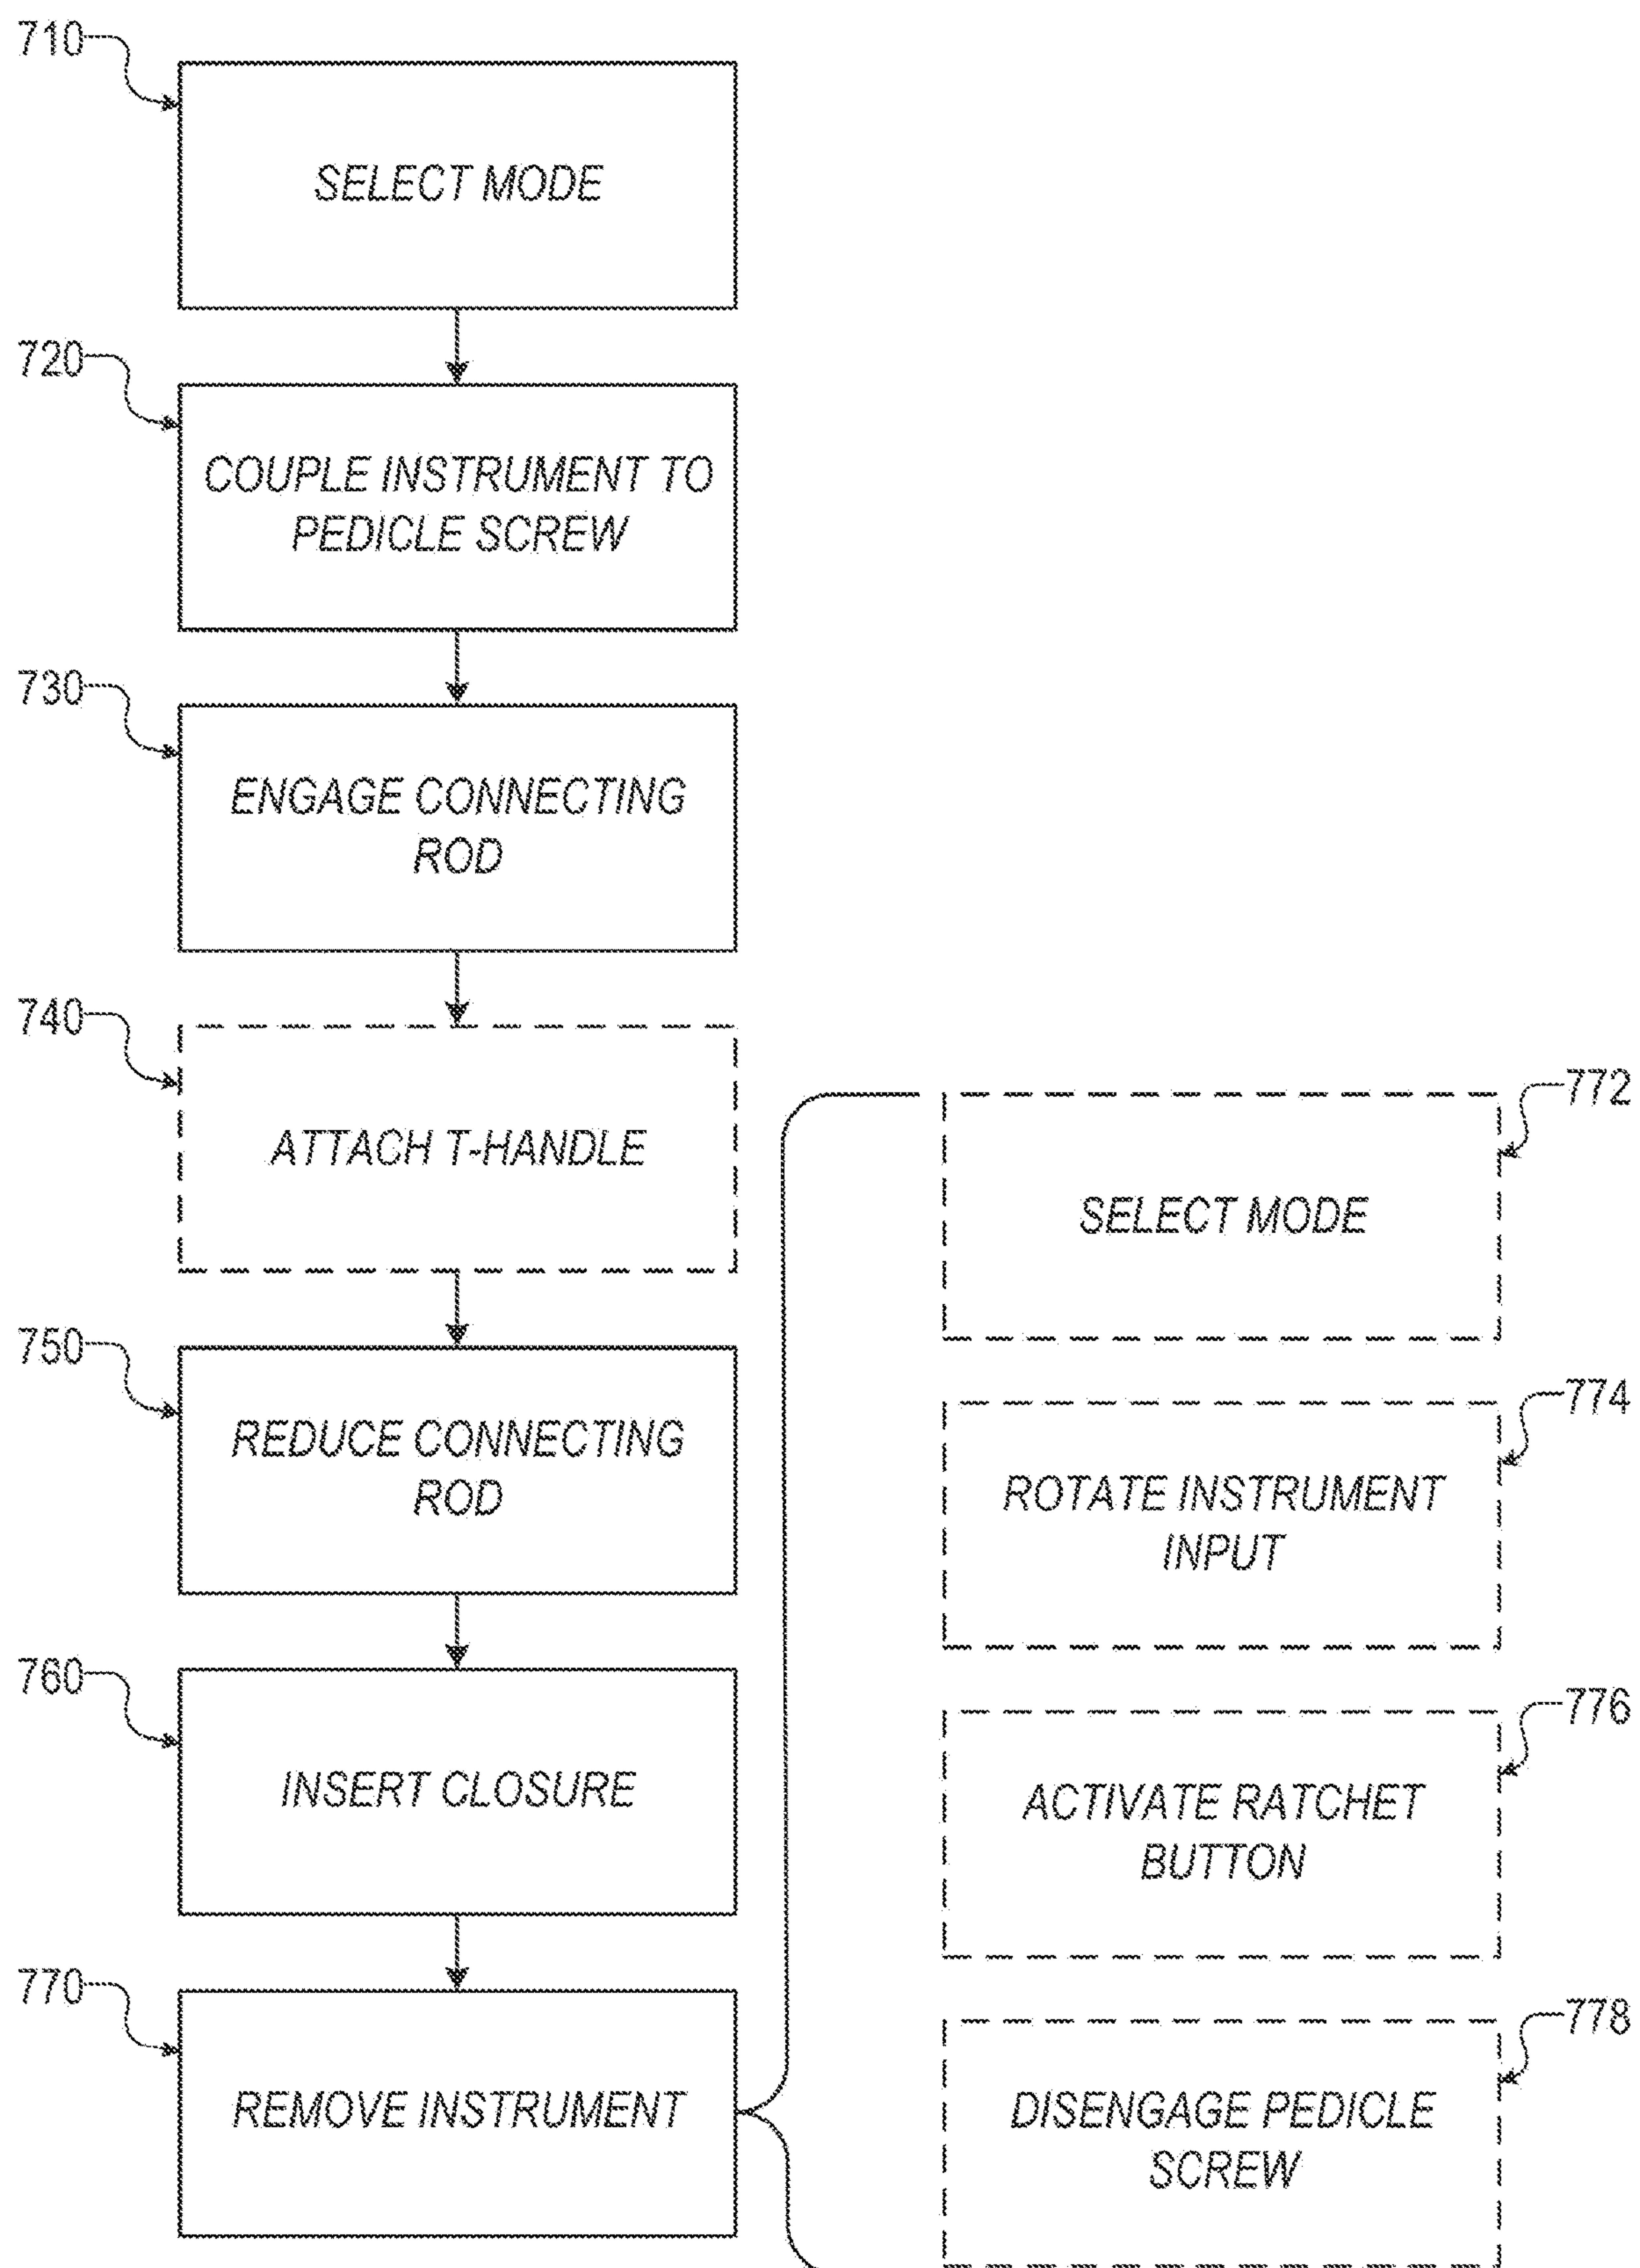 710
SELECT MODE
720
COUPLE INSTRUMENT TO
PEDICLE SCREW
730
ENGAGE CONNECTING
ROD
740
ATTACH T-HANDLE
750
REDUCE CONNECTING
ROD
760
INSERT CLOSURE
770
REMOVE INSTRUMENT
772
SELECT MODE
774
ROTATE INSTRUMENT
INPUT
776
ACTIVATE RATCHET
BUTTON
778
DISENGAGE PEDICLE
SCREW